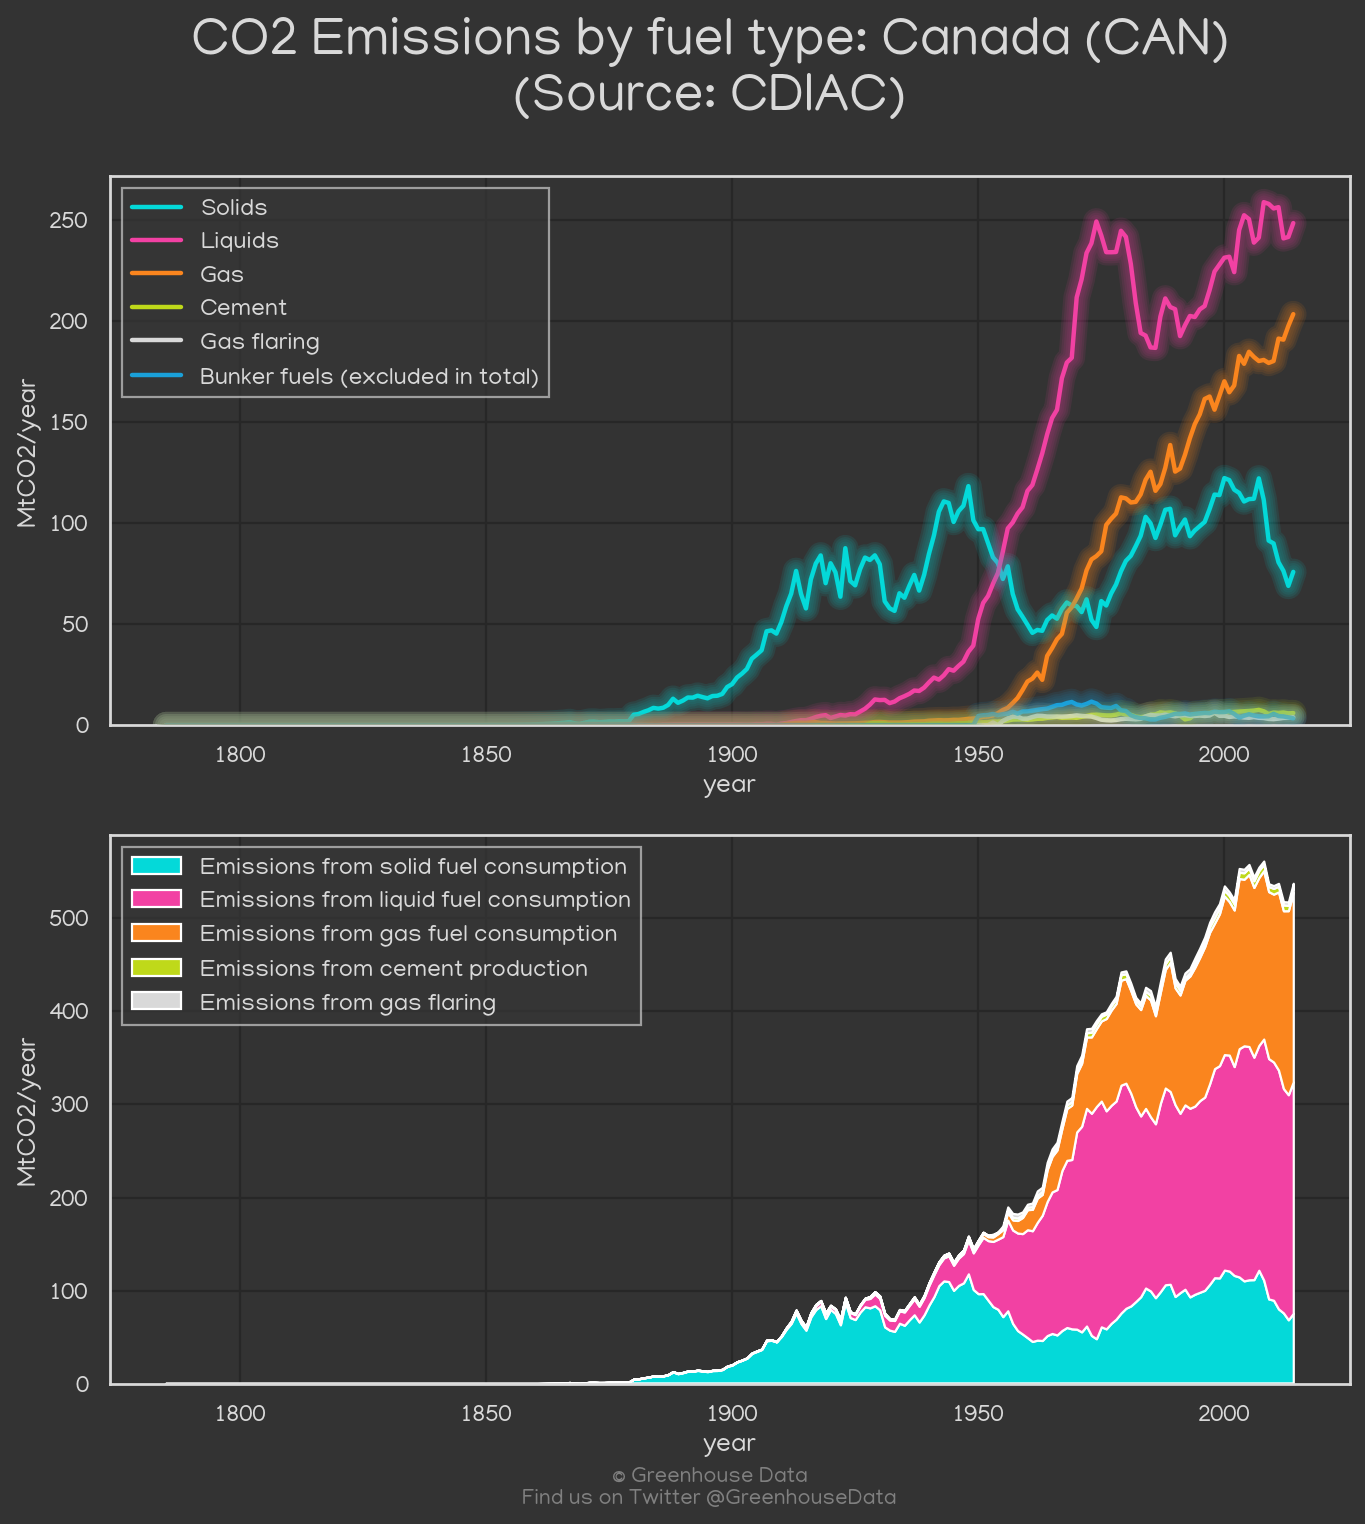 CO2 Emissions by fuel type: Canada (CAN)
(Source: CDIAC)
Solids
Liquids
Gas
Cement
Gas flaring
Bunker fuels (excluded in total)
MtCO2/year
250
200
150
100
50
0
1800 1850 1900 1950 2000
year
Emissions from solid fuel consumption
Emissions from liquid fuel consumption
Emissions from gas fuel consumption
Emissions from cement production
Emissions from gas flaring
MtCO2/year
500
400
300
200
100
0
1800 1850 1900 1950 2000
year
© Greenhouse Data
Find us on Twitter @GreenhouseData